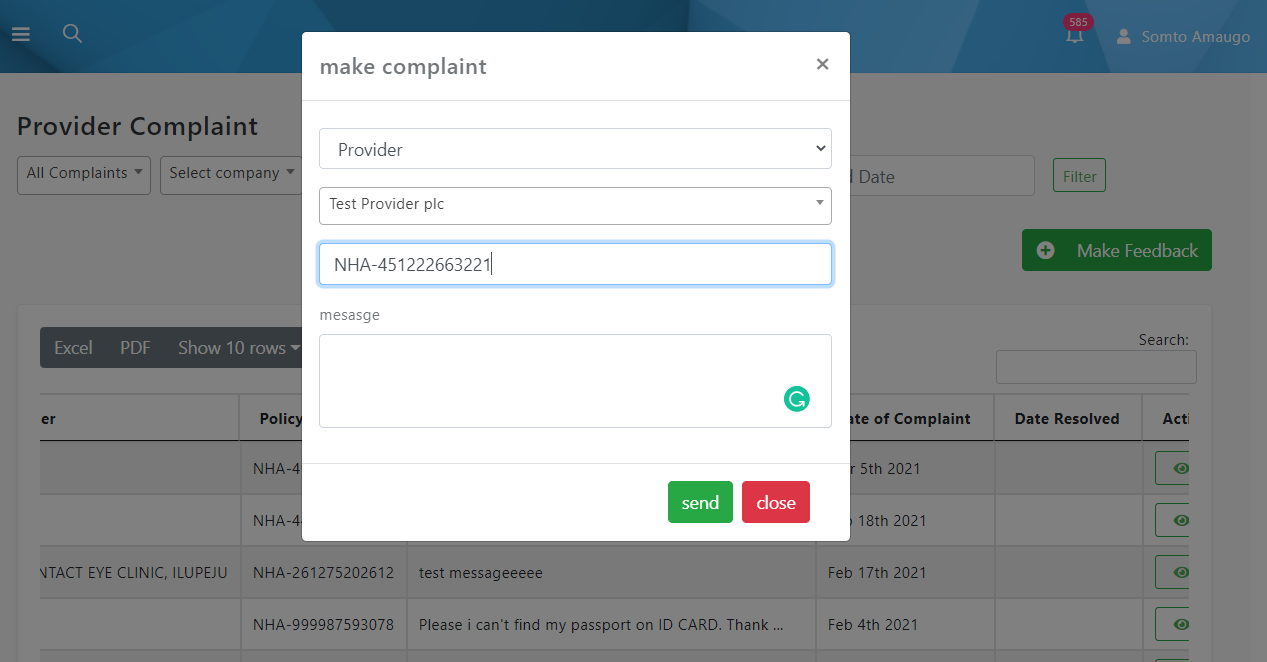 585
Somto Amaugo
make complaint
×
Provider Complaint
Provider
All Complaints
Select company
Date
Filter
Test Provider plc
NHA-451222663221
Make Feedback
mesasge
Excel PDF Show 10 rows
Search:
er Policy ate of Complaint Date Resolved Acti
NHA-4 r 5th 2021
send close
NHA-4 18th 2021
NTACT EYE CLINIC, ILUPEJU NHA-261275202612 test messageeeee Feb 17th 2021
NHA-999987593078 Please i can't find my passport on ID CARD. Thank ... Feb 4th 2021